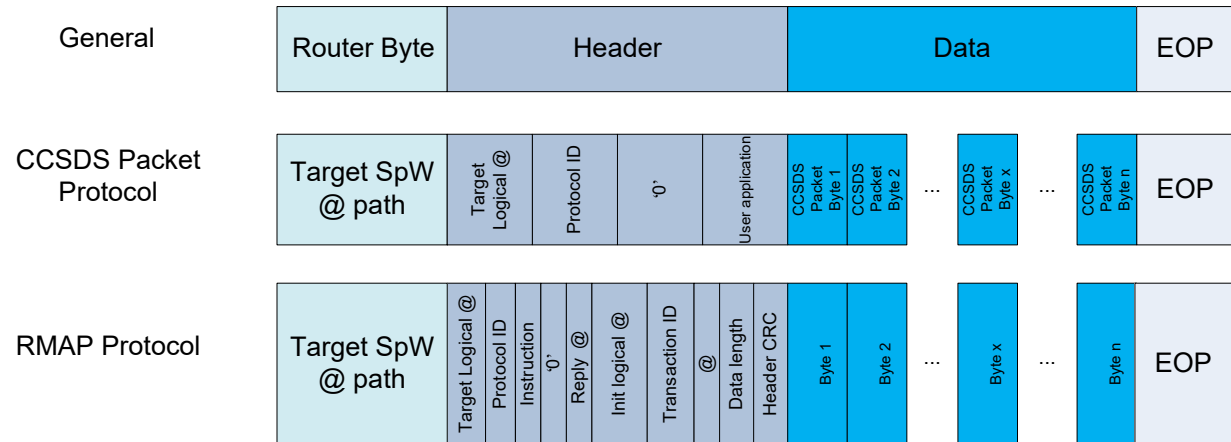 General
Router Byte
Header
Data
EOP
CCSDS Packet
Protocol
Target SpW
@ path
Target
Logical @
Protocol ID
‘0’
User application
CCSDS
Packet
Byte 1
CCSDS
Packet
Byte 2
...
CCSDS
Packet
Byte x
...
CCSDS
Packet
Byte n
EOP
RMAP Protocol
Target SpW
@ path
Target Logical @
Protocol ID
Instruction
‘0’
Reply @
Init logical @
Transaction ID
@
Data length
Header CRC
Byte 1
Byte 2
...
Byte x
...
Byte n
EOP